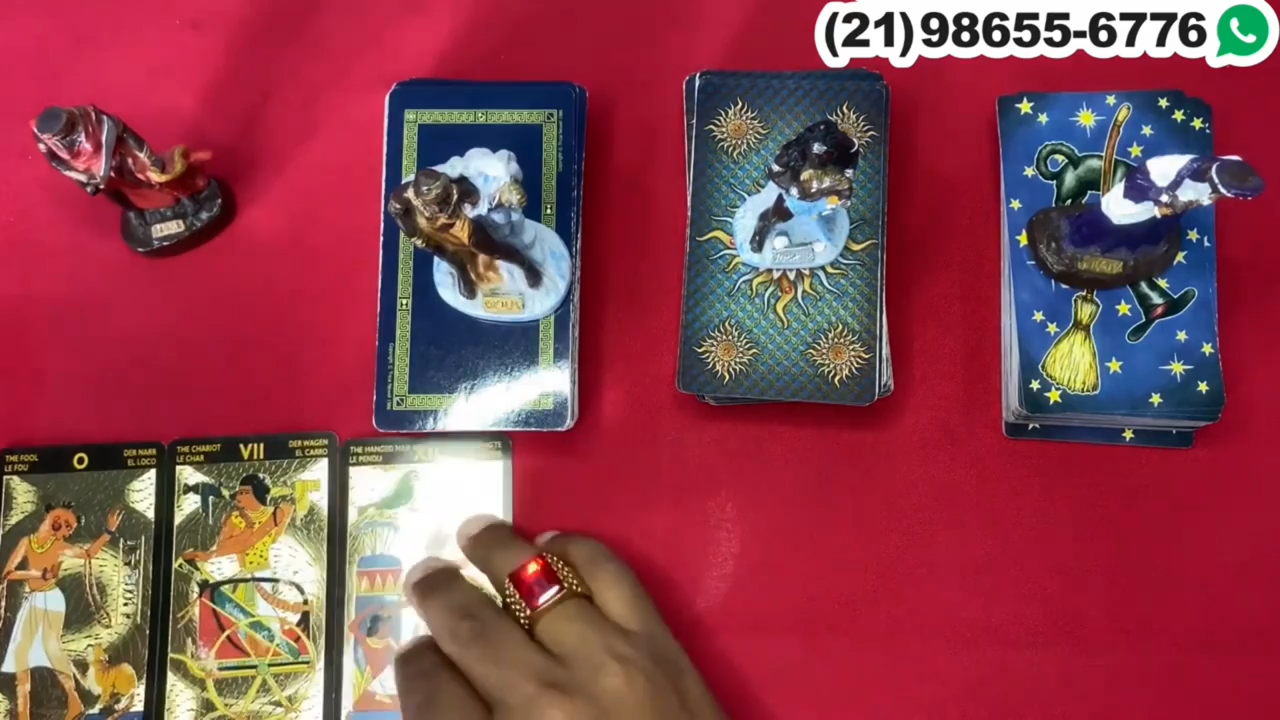 (21)98655-6776
THE FOOL
LE FOU
0
DER NARR
EL LOCO
THE CHARIOT
LE CHAR
VII
DER WAGEN
EL CARRO
THE HANGED MAN
LE PENDU